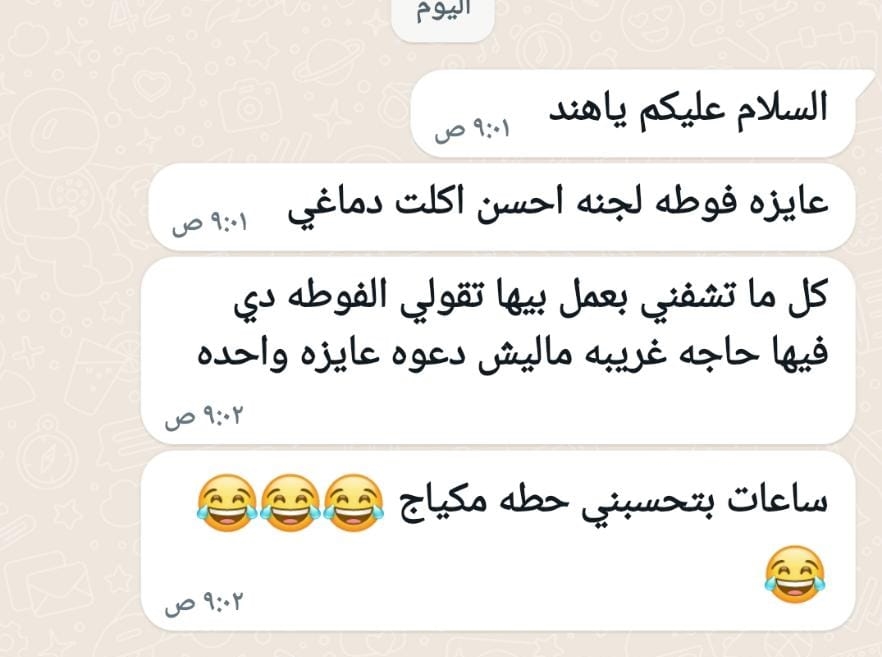 اليوم
السلام عليكم ياهند
٩:٠١ ص
عايزه فوطه لجنه احسن اكلت دماغي
٩:٠١ ص
كل ما تشفني بعمل بيها تقولي الفوطه دي
فيها حاجه غريبه ماليش دعوه عايزه واحده
٩:٠٢ ص
ساعات بتحسبني حطه مكياج 😂😂😂
😂
٩:٠٢ ص